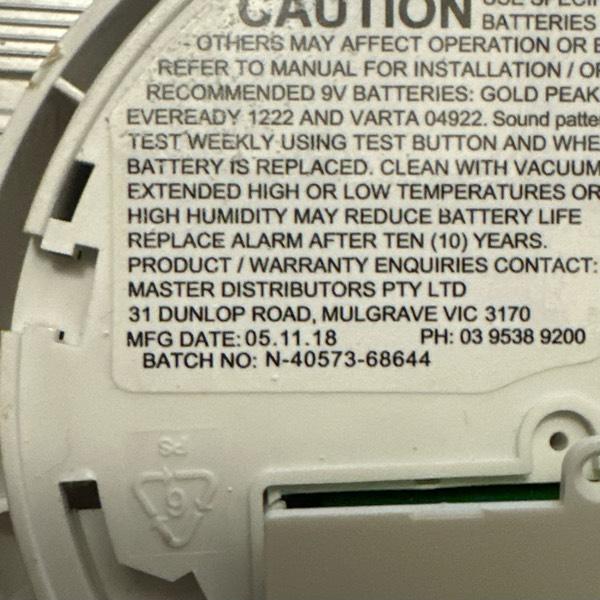 CAUTION
BATTERIES
- OTHERS MAY AFFECT OPERATION OR
REFER TO MANUAL FOR INSTALLATION /
RECOMMENDED 9V BATTERIES: GOLD PEAK
EVEREADY 1222 AND VARTA 04922. Sound
TEST WEEKLY USING TEST BUTTON AND
BATTERY IS REPLACED. CLEAN WITH VACUUM
EXTENDED HIGH OR LOW TEMPERATURES OR
HIGH HUMIDITY MAY REDUCE BATTERY LIFE
REPLACE ALARM AFTER TEN (10) YEARS.
PRODUCT / WARRANTY ENQUIRIES CONTACT:
MASTER DISTRIBUTORS PTY LTD
31 DUNLOP ROAD, MULGRAVE VIC 3170
MFG DATE: 05.11.18 PH: 03 9538 9200
BATCH NO: N-40573-68644
PS
6